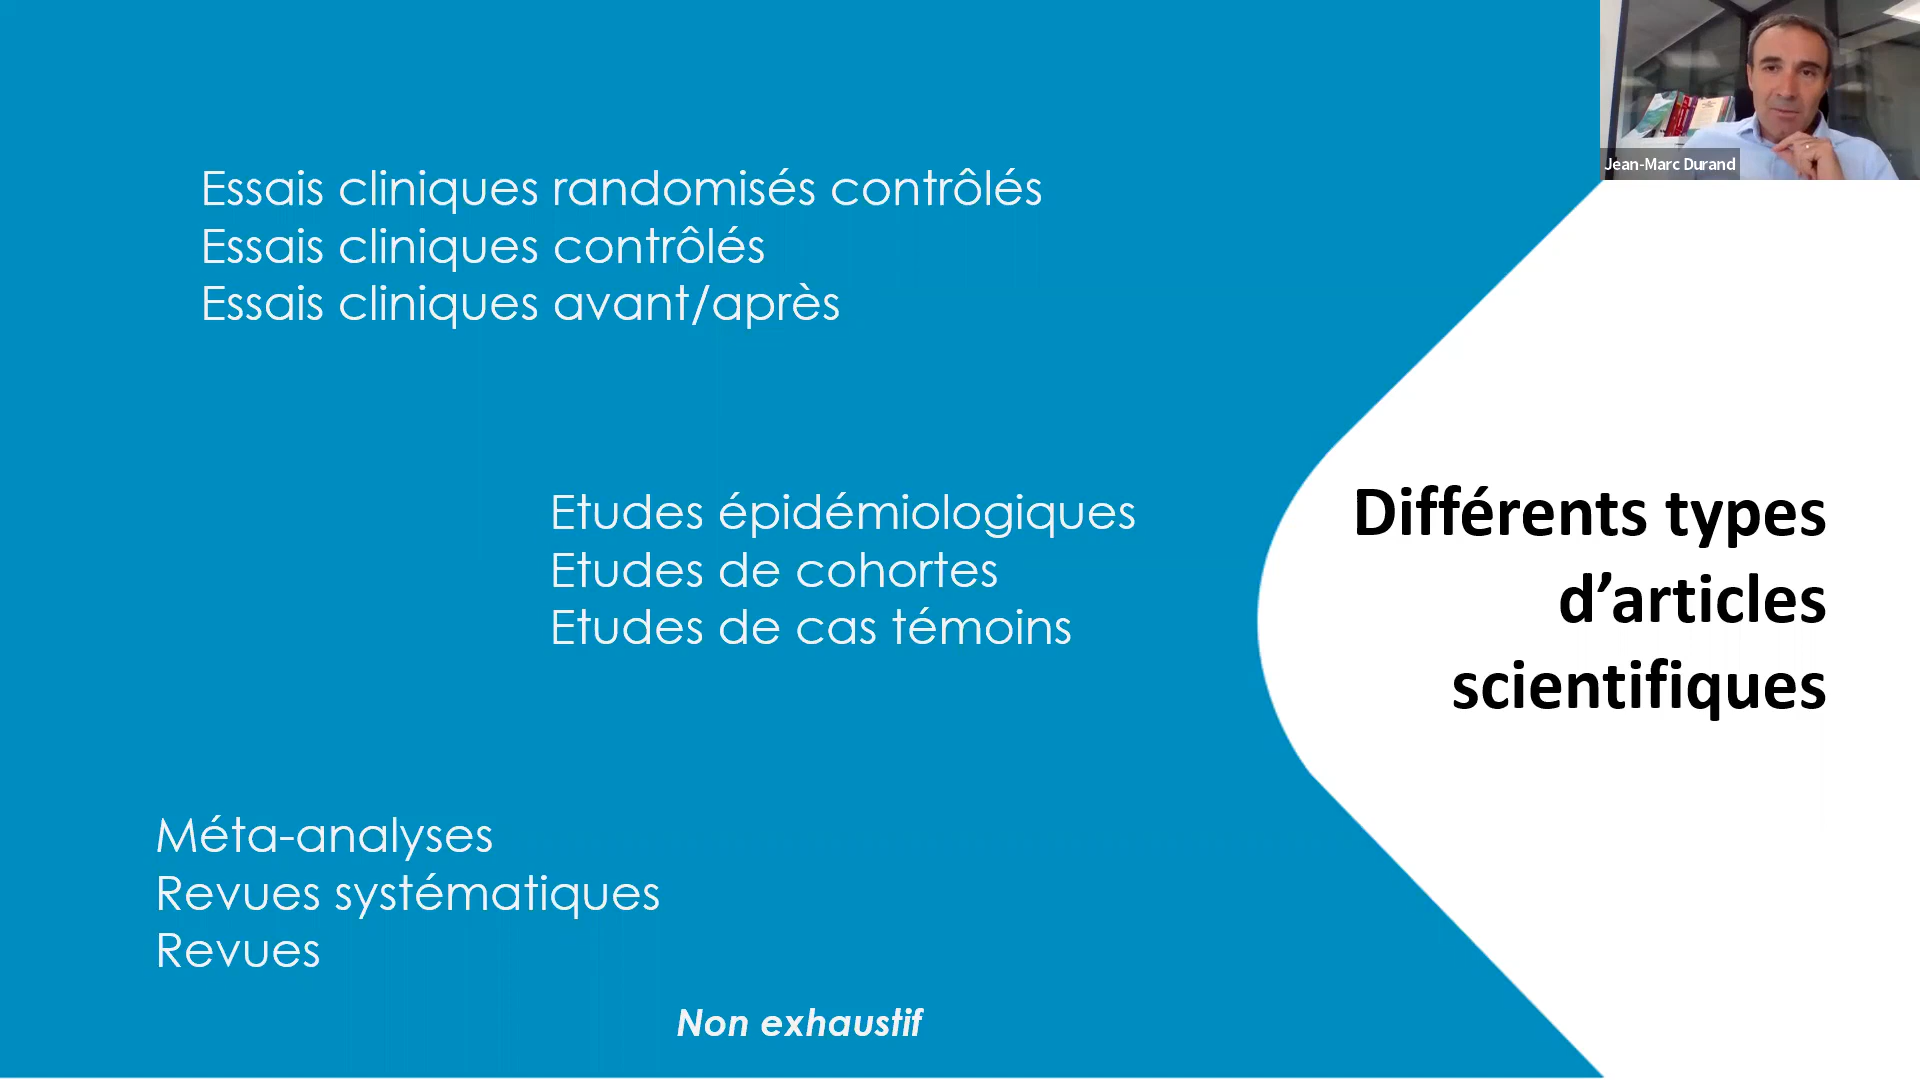 Jean-Marc Durand
Essais cliniques randomisés contrôlés
Essais cliniques contrôlés
Essais cliniques avant/après
Etudes épidémiologiques
Etudes de cohortes
Etudes de cas témoins
Différents types
d’articles
scientifiques
Méta-analyses
Revues systématiques
Revues
Non exhaustif